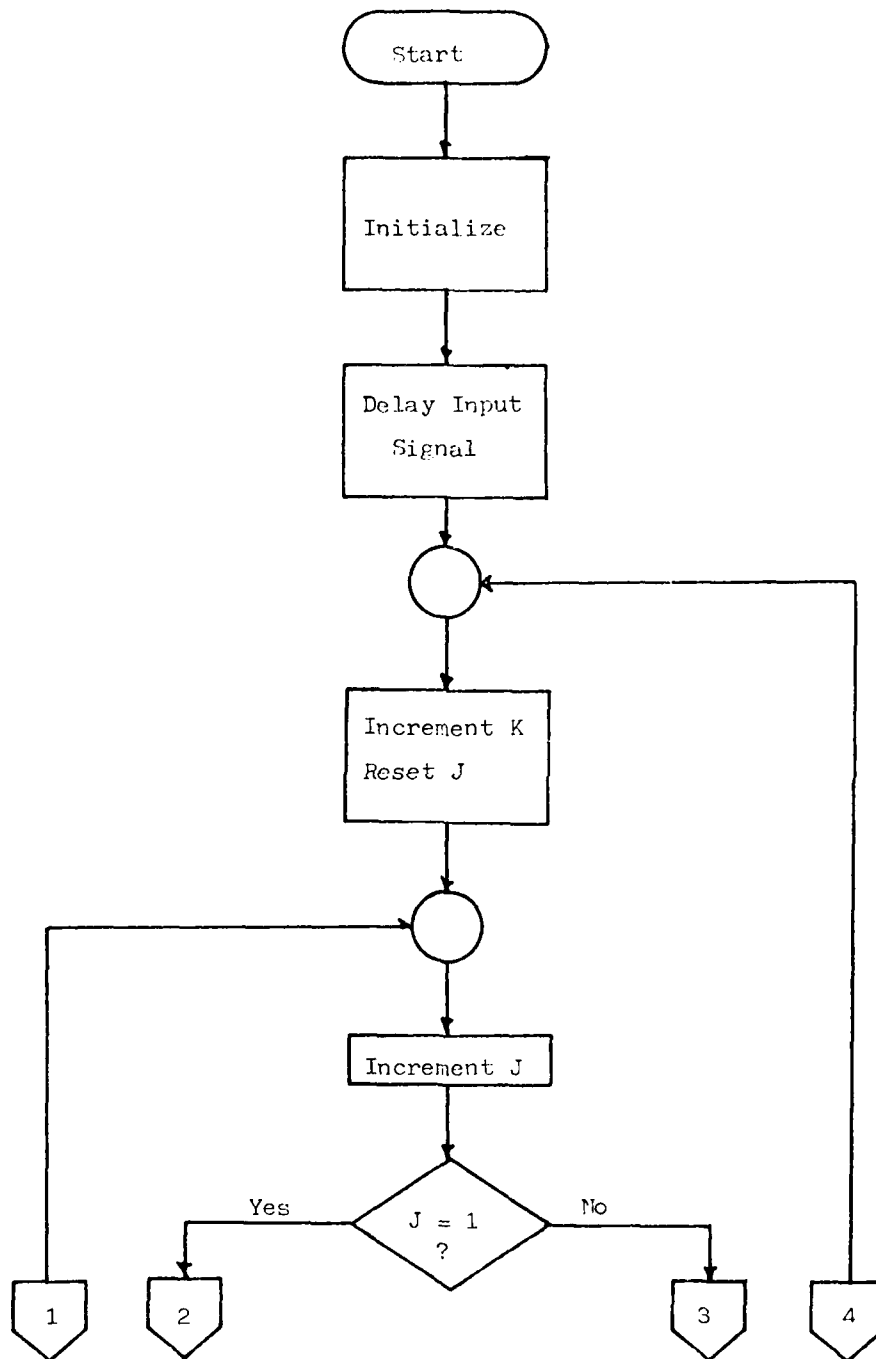 Start
Initialize
Delay Input
Signal
Increment K
Reset J
Increment J
Yes
J = 1
?
No
1
2
3
4